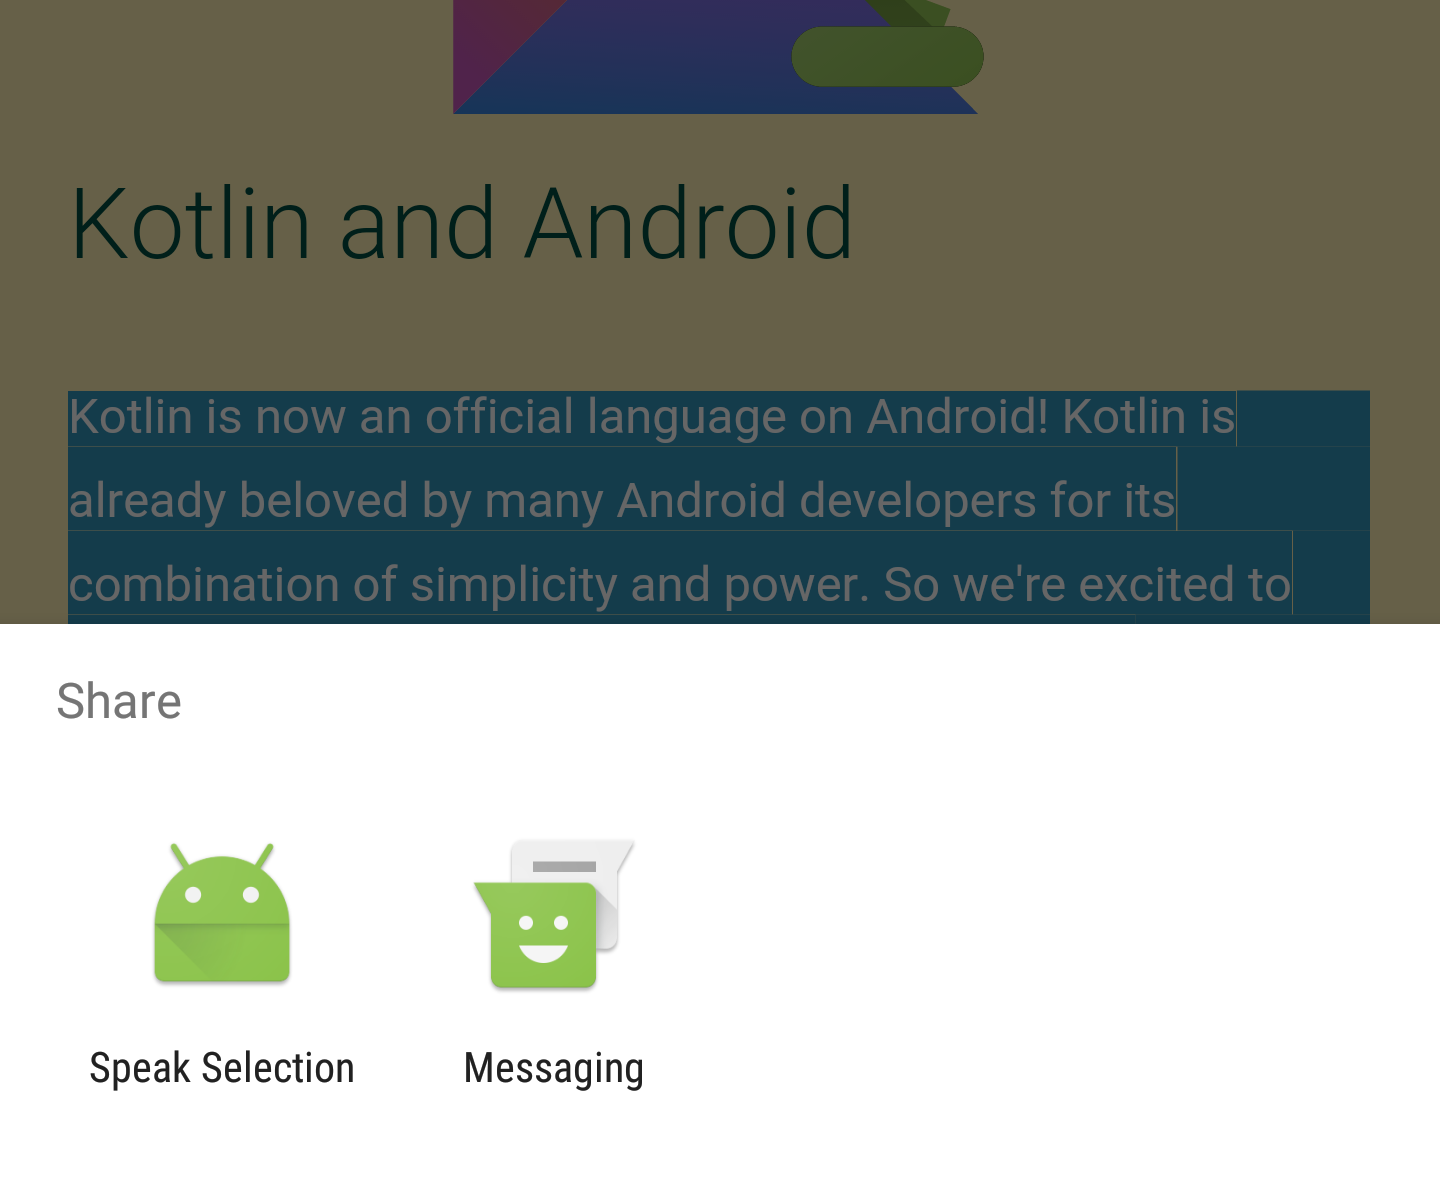 Kotlin and Android
Kotlin is now an official language on Android! Kotlin is
already beloved by many Android developers for its
combination of simplicity and power. So we're excited to
Share
Speak Selection
Messaging